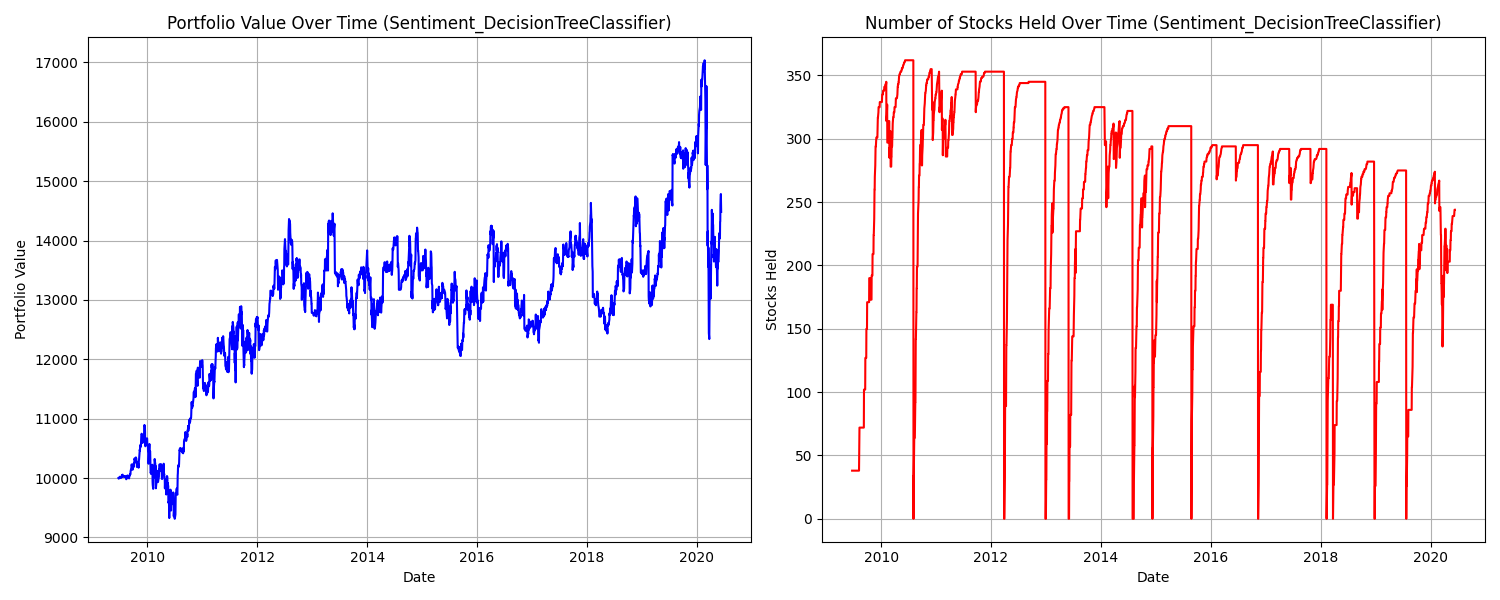 Portfolio Value Over Time (Sentiment_DecisionTreeClassifier)
Portfolio Value
17000
16000
15000
14000
13000
12000
11000
10000
9000
2010 2012 2014 2016 2018 2020
Date
Number of Stocks Held Over Time (Sentiment_DecisionTreeClassifier)
Stocks Held
350
300
250
200
150
100
50
0
2010 2012 2014 2016 2018 2020
Date